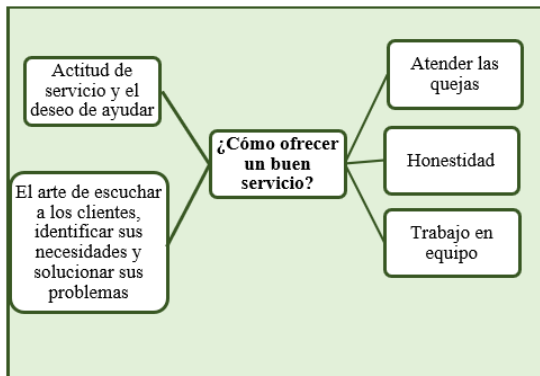 Actitud de
servicio y el
deseo de ayudar
El arte de escuchar
a los clientes,
identificar sus
necesidades y
solucionar sus
problemas
¿Cómo ofrecer
un buen
servicio?
Atender las
quejas
Honestidad
Trabajo en
equipo